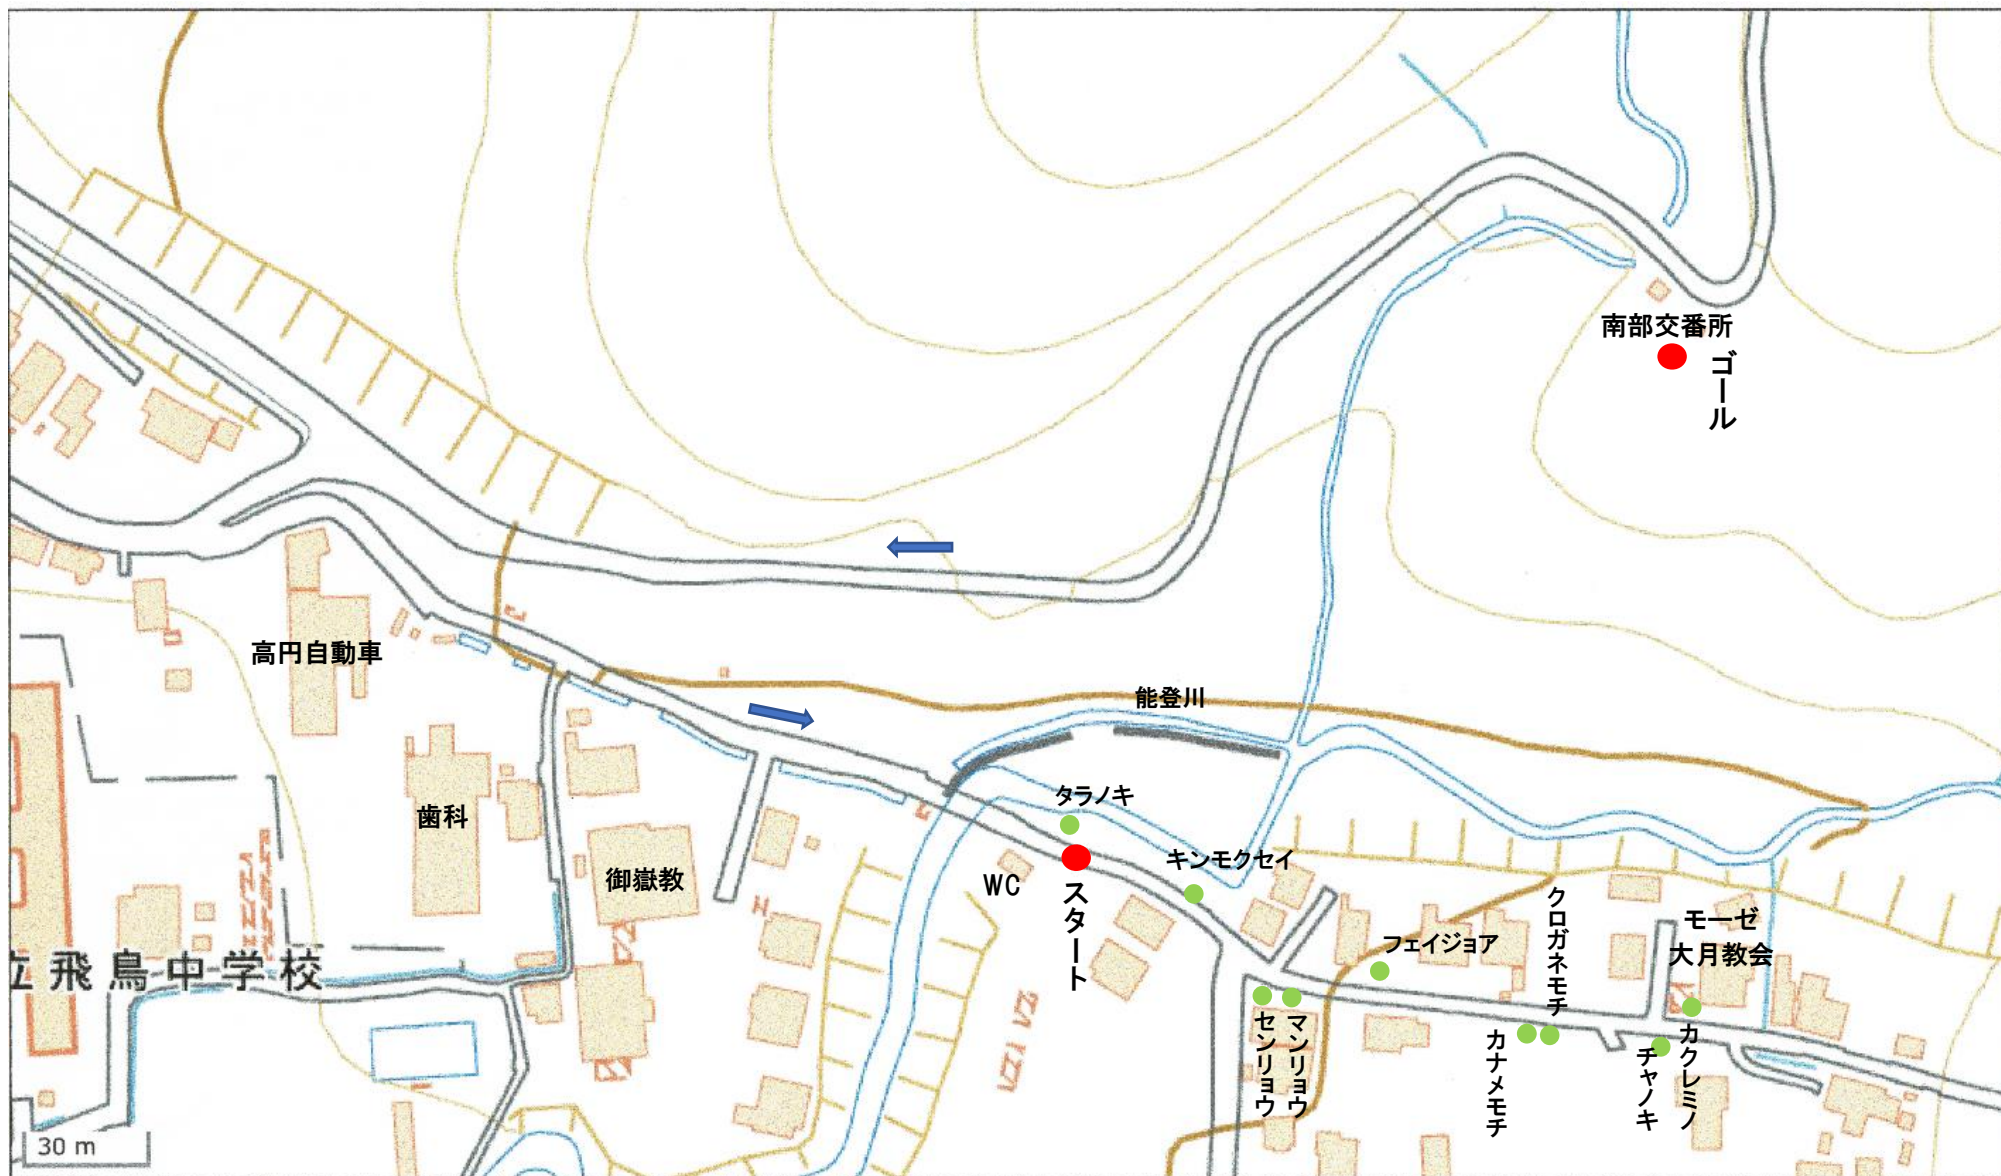 南部交番所
ゴール
高円自動車
能登川
歯科
タラノキ
キンモクセイ
御嶽教
WC
スタート
フェイジョア
クロガネモチ
モーゼ
大月教会
立飛鳥中学校
センリョウ
マンリョウ
カナメモチ
チャノキ
カクレミノ
30 m